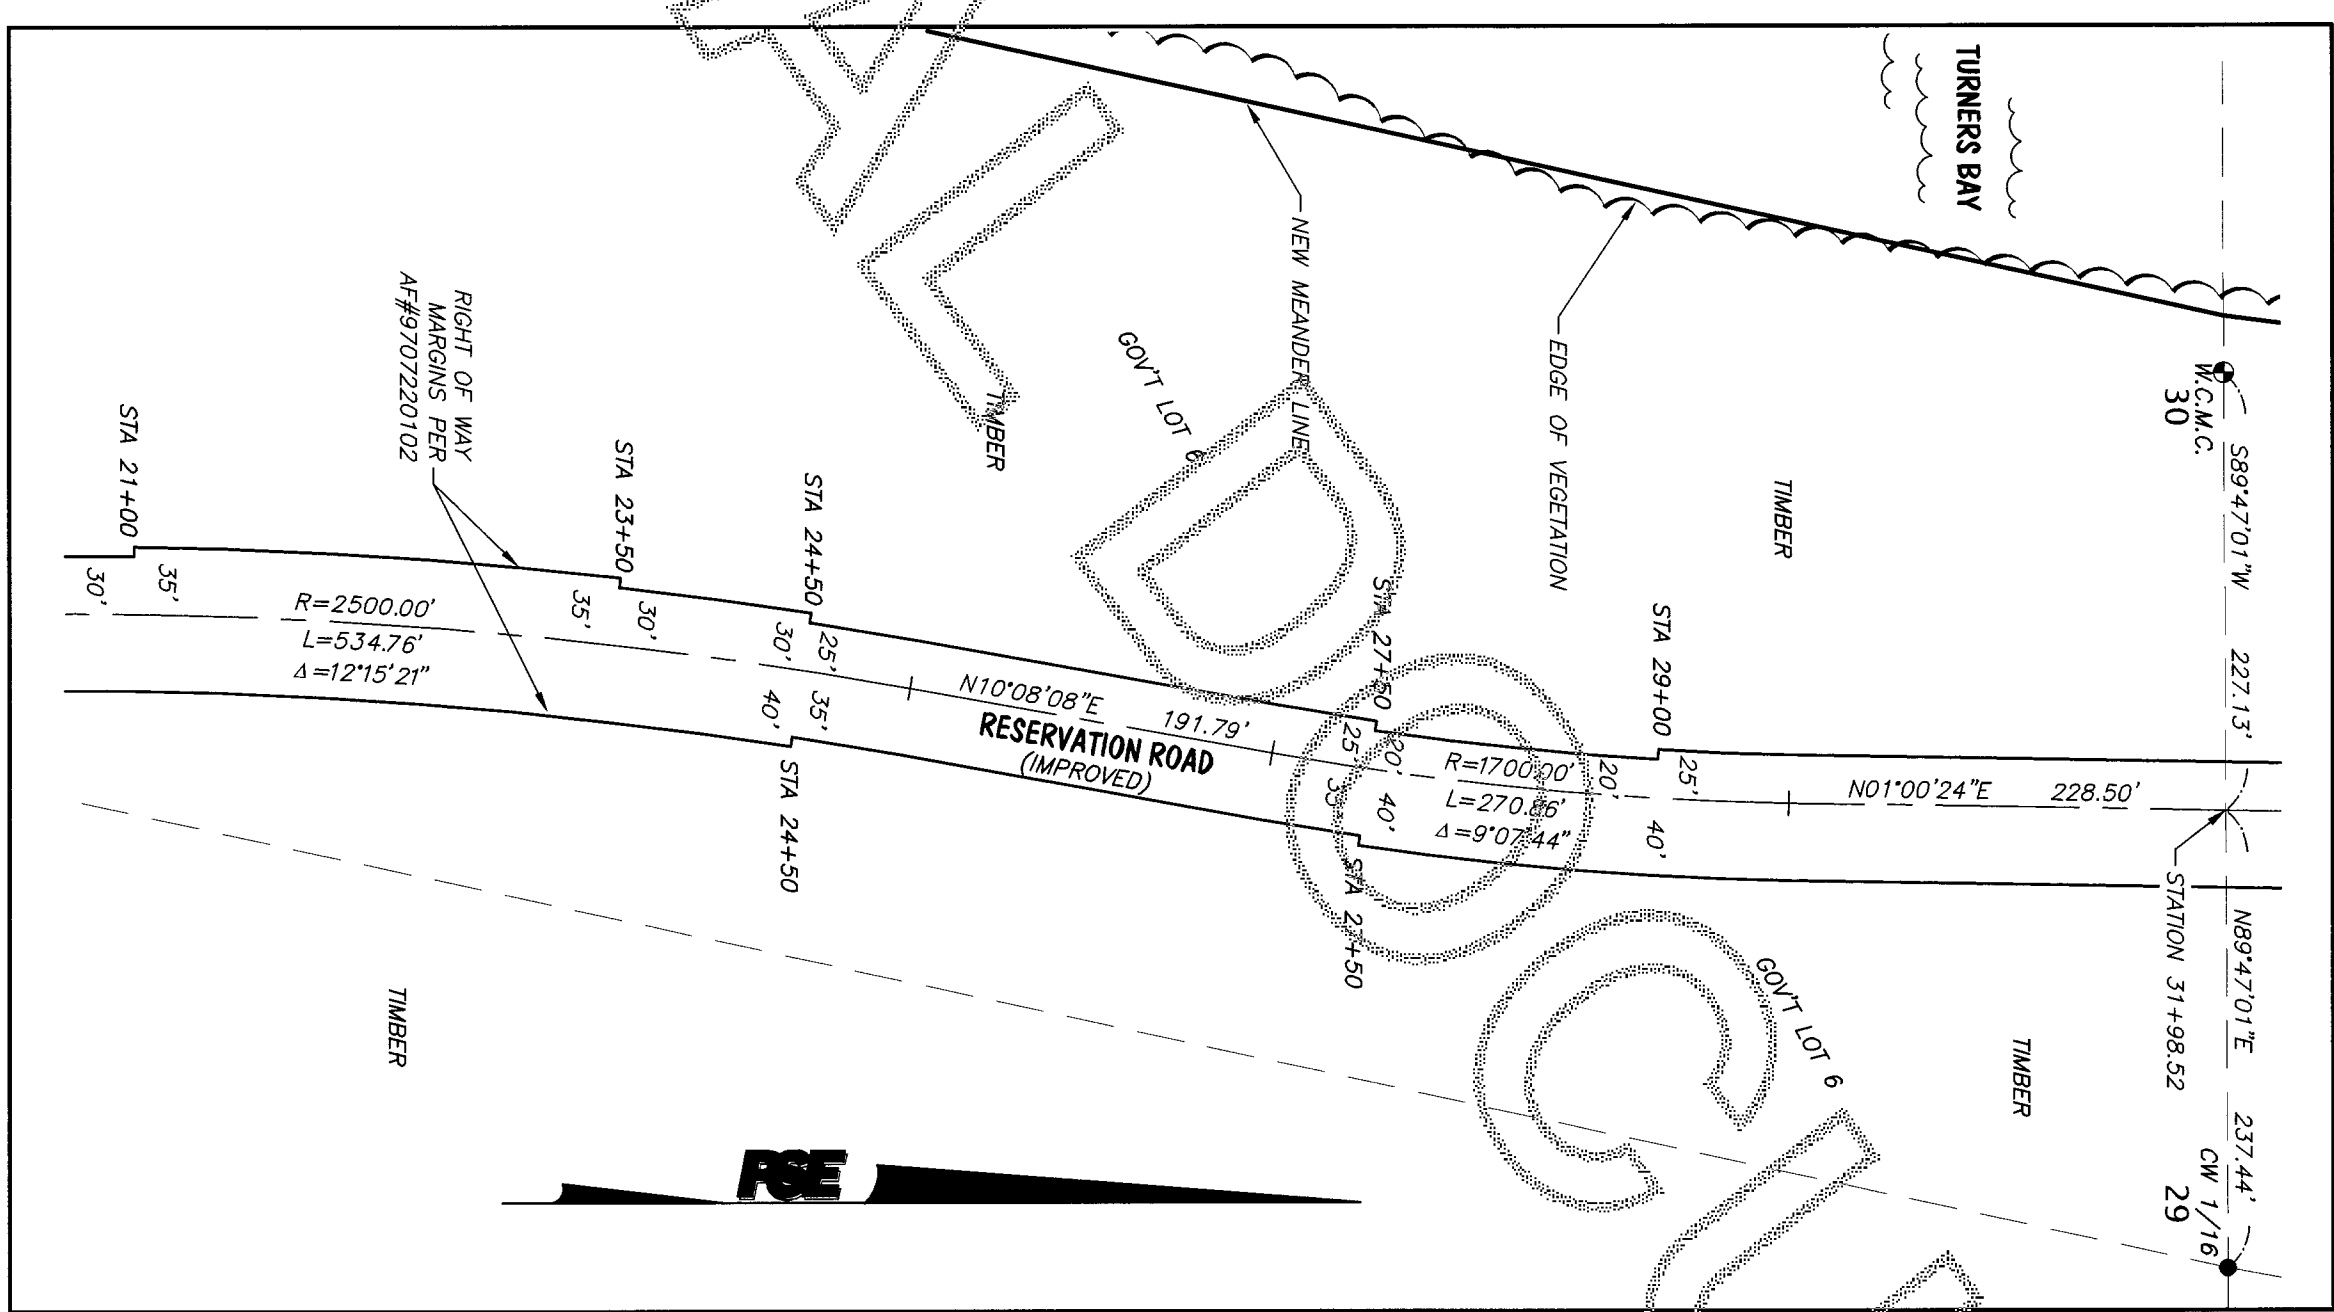 TURNERS BAY
NEW MEANDER LINE
EDGE OF VEGETATION
W.C.M.C.
30
S89°47'01"W 227.13'
GOV'T LOT 6
TIMBER
TIMBER
RIGHT OF WAY
MARGINS PER
AF#9707220102
STA 21+00
STA 23+50
STA 24+50
STA 27+50
STA 29+00
30'
35'
35'
30'
30'
25'
25'
20'
20'
25'
R=2500.00'
L=534.76'
Δ=12°15'21"
40'
35'
N10°08'08"E 191.79'
RESERVATION ROAD
(IMPROVED)
35'
40'
R=1700.00'
L=270.86'
Δ=9°07'44"
40'
N01°00'24"E 228.50'
STATION 31+98.52
STA 24+50
STA 27+50
GOV'T LOT 6
N89°47'01"E 237.44'
TIMBER
TIMBER
CW 1/16
29
PSE